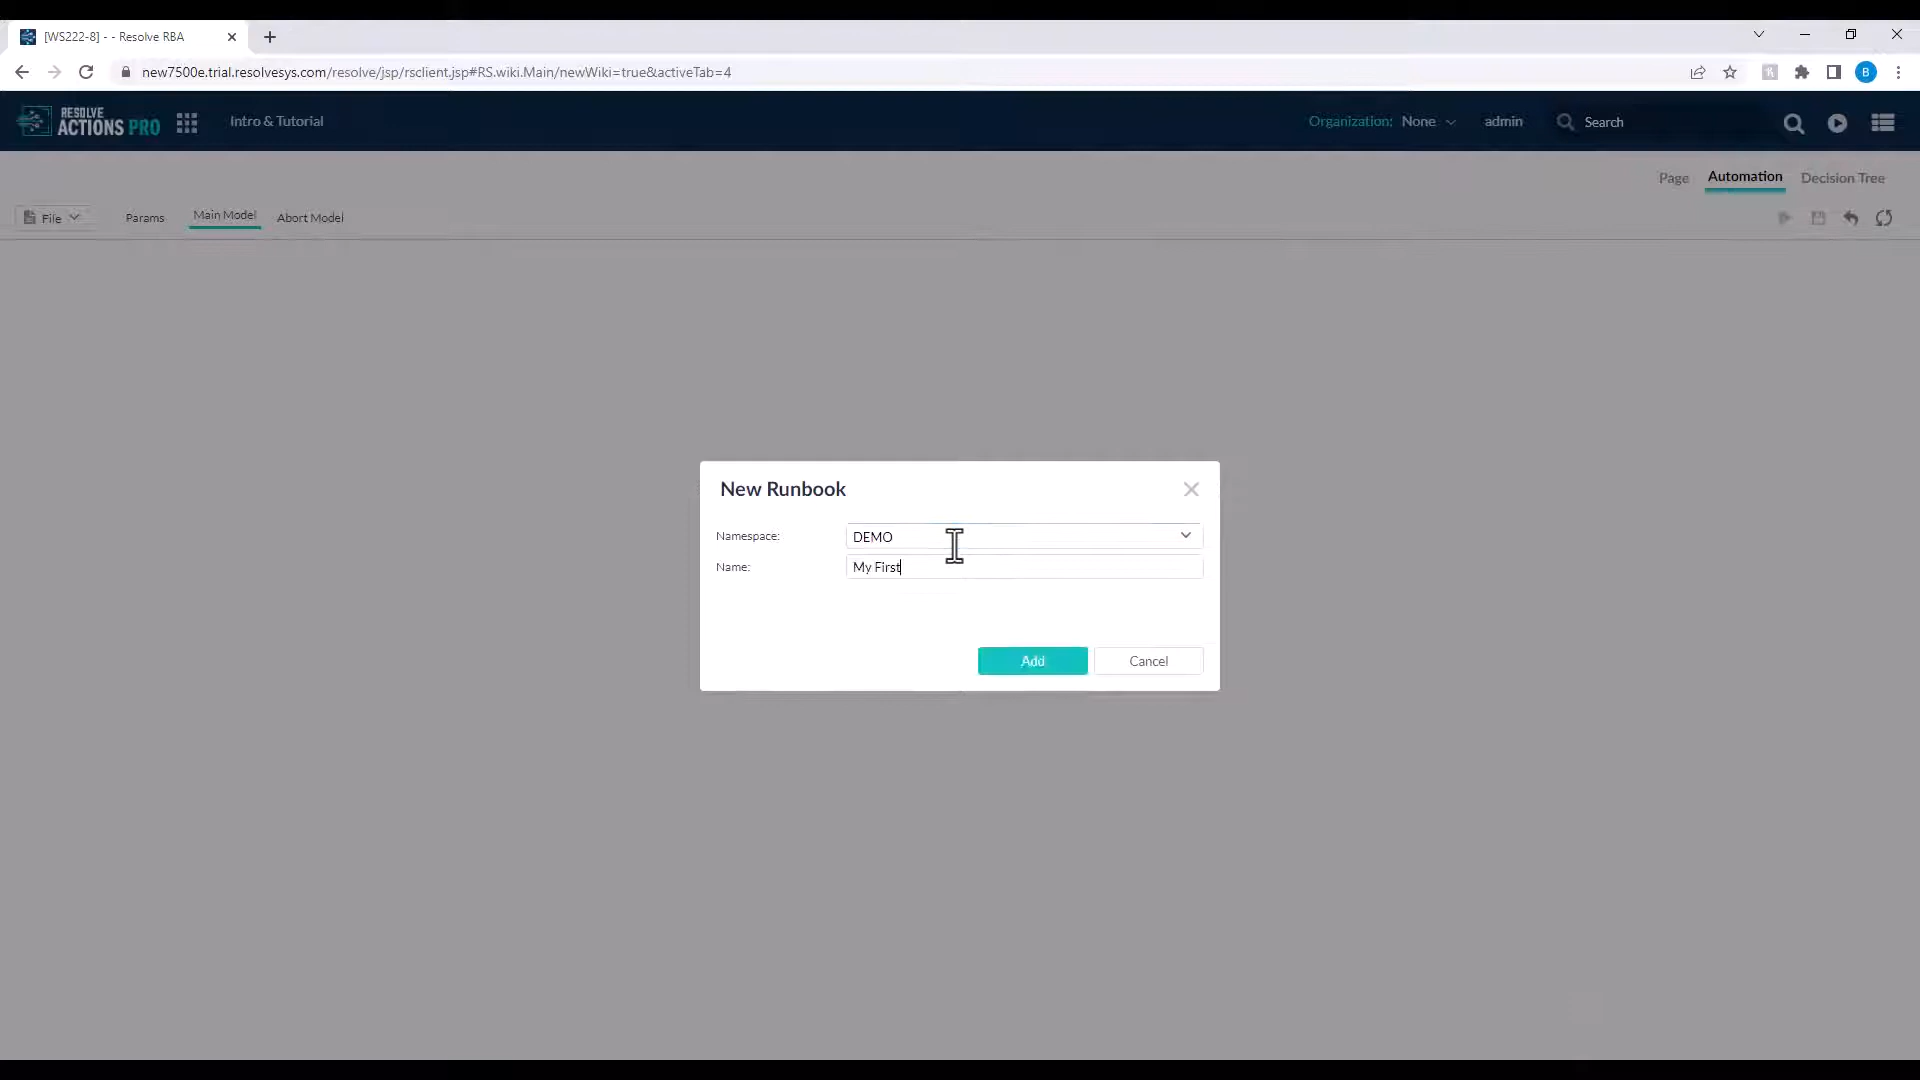 [WS222-8] - - Resolve RBA
new7500e.trial.resolvesys.com/resolve/jsp/rsclient.jsp#RS.wiki.Main/newWiki=true&activeTab=4
B
RESOLVE
ACTIONS PRO
Intro & Tutorial
Organization: None
admin
Search
Page
Automation
Decision Tree
File
Params
Main Model
Abort Model
New Runbook
Namespace:
DEMO
Name:
My First
Add
Cancel